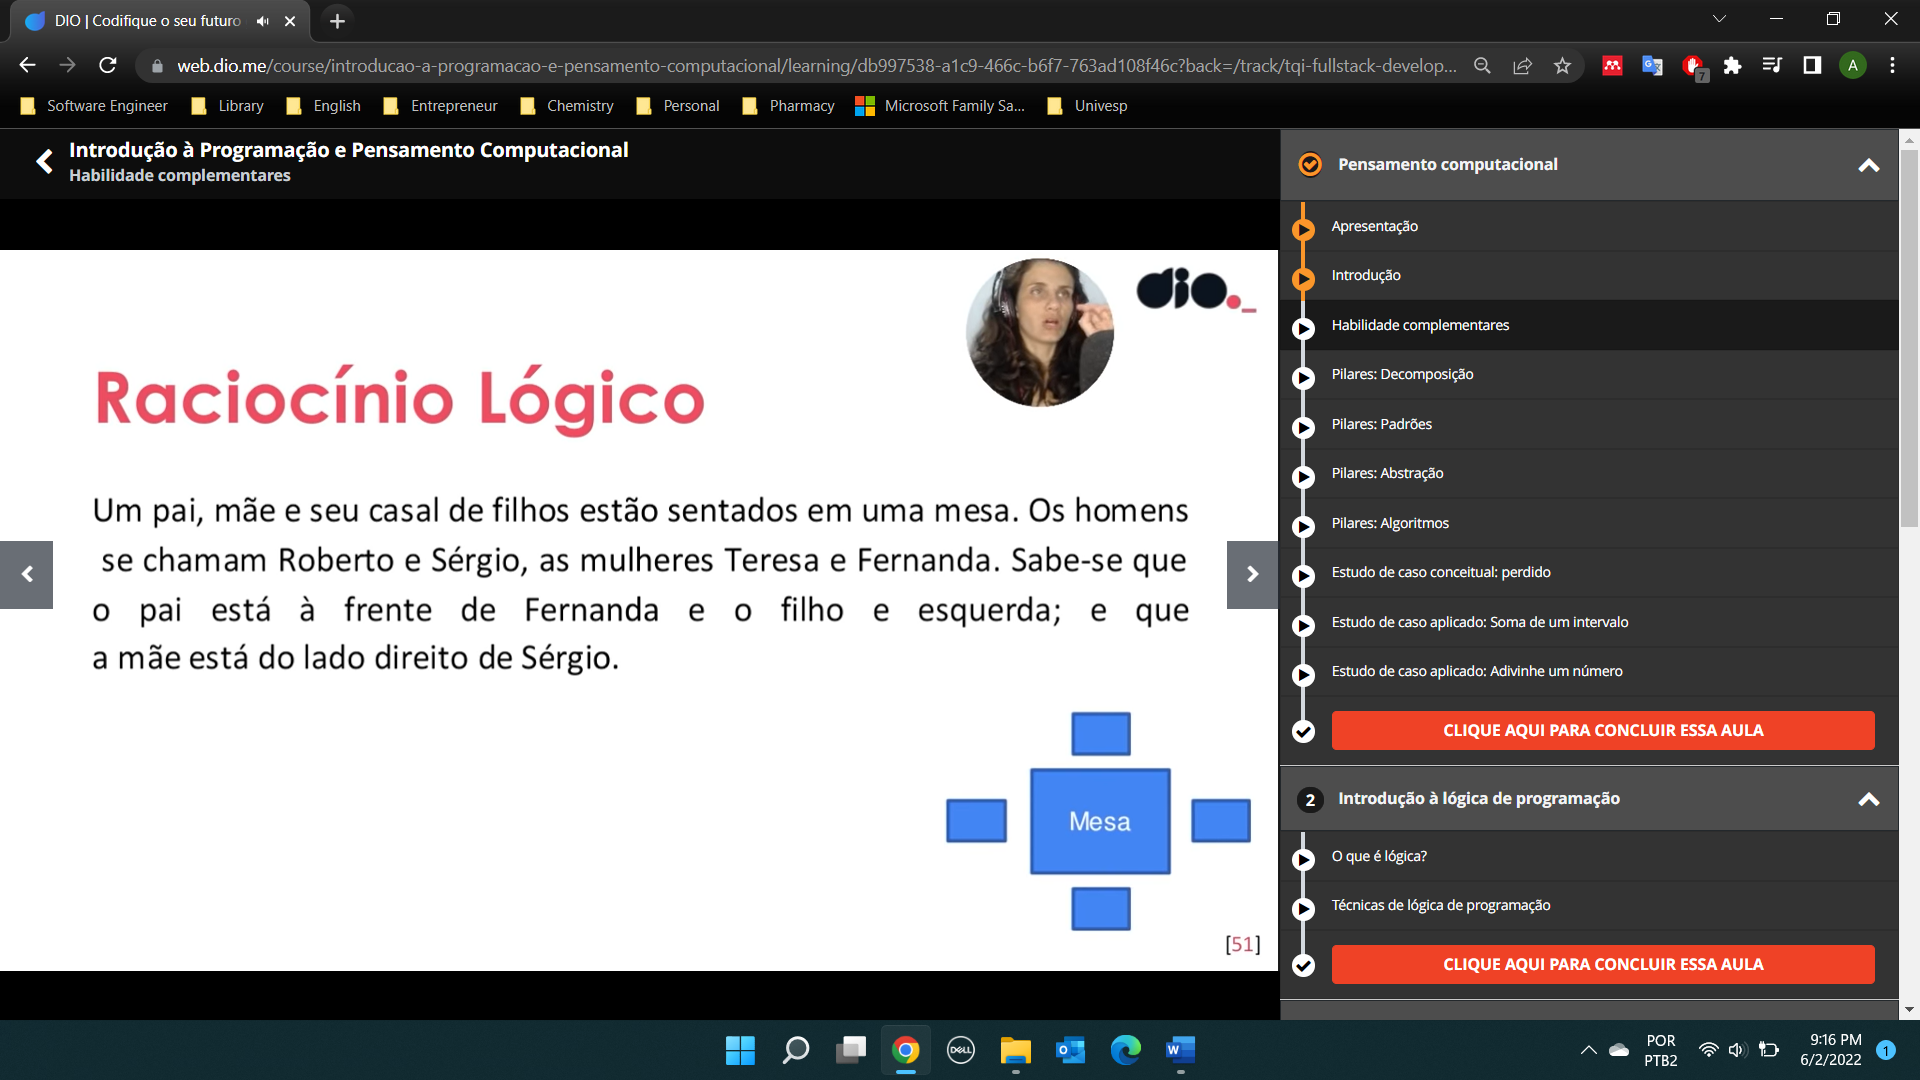 DIO | Codifique o seu futuro
web.dio.me/course/introducao-a-programacao-e-pensamento-computacional/learning/db997538-a1c9-466c-b6f7-763ad108f46c?back=/track/tqi-fullstack-develop...
7
A
Software Engineer
Library
English
Entrepreneur
Chemistry
Personal
Pharmacy
Microsoft Family Sa...
Univesp
Introdução à Programação e Pensamento Computacional
Habilidade complementares
dio._
Raciocínio Lógico
Um pai, mãe e seu casal de filhos estão sentados em uma mesa. Os homens
se chamam Roberto e Sérgio, as mulheres Teresa e Fernanda. Sabe-se que
o pai está à frente de Fernanda e o filho e esquerda; e que
a mãe está do lado direito de Sérgio.
Mesa
[51]
Pensamento computacional
Apresentação
Introdução
Habilidade complementares
Pilares: Decomposição
Pilares: Padrões
Pilares: Abstração
Pilares: Algoritmos
Estudo de caso conceitual: perdido
Estudo de caso aplicado: Soma de um intervalo
Estudo de caso aplicado: Adivinhe um número
CLIQUE AQUI PARA CONCLUIR ESSA AULA
2 Introdução à lógica de programação
O que é lógica?
Técnicas de lógica de programação
CLIQUE AQUI PARA CONCLUIR ESSA AULA
DELL
W
POR
PTB2
9:16 PM
6/2/2022
1